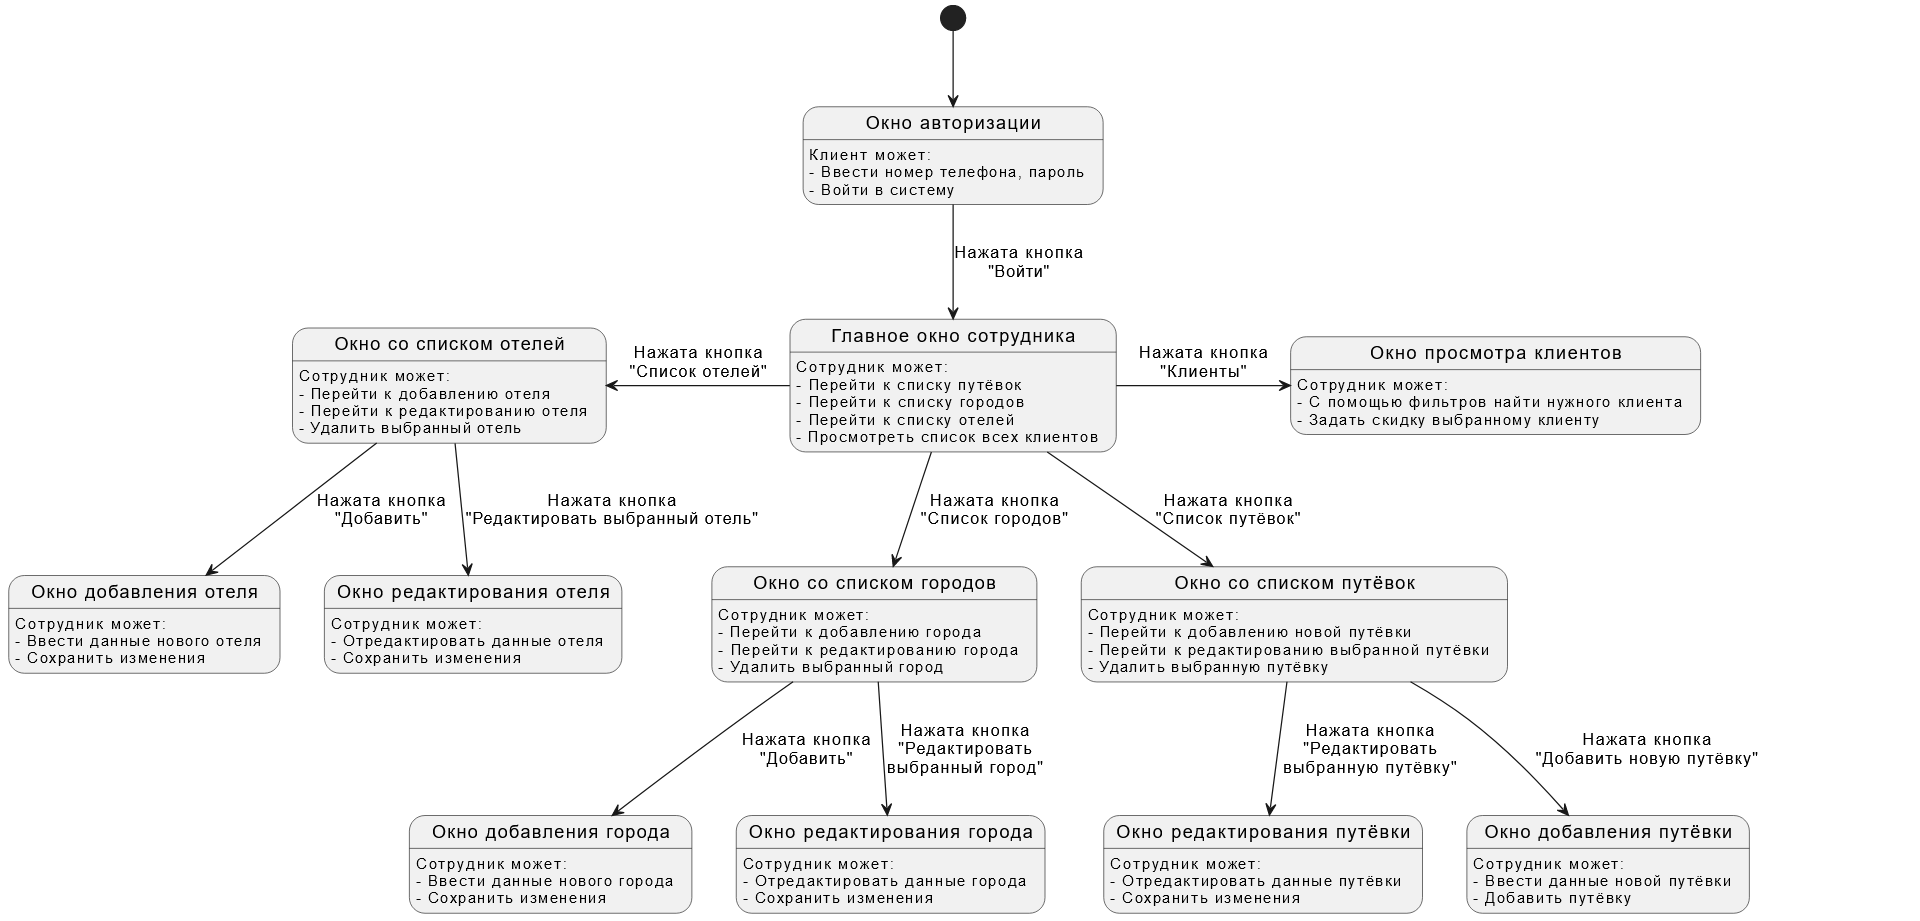 Окно авторизации
Клиент может:
- Ввести номер телефона, пароль
- Войти в систему
Нажата кнопка
"Войти"
Окно со списком отелей
Сотрудник может:
- Перейти к добавлению отеля
- Перейти к редактированию отеля
- Удалить выбранный отель
Нажата кнопка
"Список отелей"
Главное окно сотрудника
Сотрудник может:
- Перейти к списку путёвок
- Перейти к списку городов
- Перейти к списку отелей
- Просмотреть список всех клиентов
Нажата кнопка
"Клиенты"
Окно просмотра клиентов
Сотрудник может:
- С помощью фильтров найти нужного клиента
- Задать скидку выбранному клиенту
Нажата кнопка
"Добавить"
Нажата кнопка
"Редактировать выбранный отель"
Нажата кнопка
"Список городов"
Нажата кнопка
"Список путёвок"
Окно добавления отеля
Сотрудник может:
- Ввести данные нового отеля
- Сохранить изменения
Окно редактирования отеля
Сотрудник может:
- Отредактировать данные отеля
- Сохранить изменения
Окно со списком городов
Сотрудник может:
- Перейти к добавлению города
- Перейти к редактированию города
- Удалить выбранный город
Окно со списком путёвок
Сотрудник может:
- Перейти к добавлению новой путёвки
- Перейти к редактированию выбранной путёвки
- Удалить выбранную путёвку
Нажата кнопка
"Добавить"
Нажата кнопка
"Редактировать
выбранный город"
Нажата кнопка
"Редактировать
выбранную путёвку"
Нажата кнопка
"Добавить новую путёвку"
Окно добавления города
Сотрудник может:
- Ввести данные нового города
- Сохранить изменения
Окно редактирования города
Сотрудник может:
- Отредактировать данные города
- Сохранить изменения
Окно редактирования путёвки
Сотрудник может:
- Отредактировать данные путёвки
- Сохранить изменения
Окно добавления путёвки
Сотрудник может:
- Ввести данные новой путёвки
- Добавить путёвку